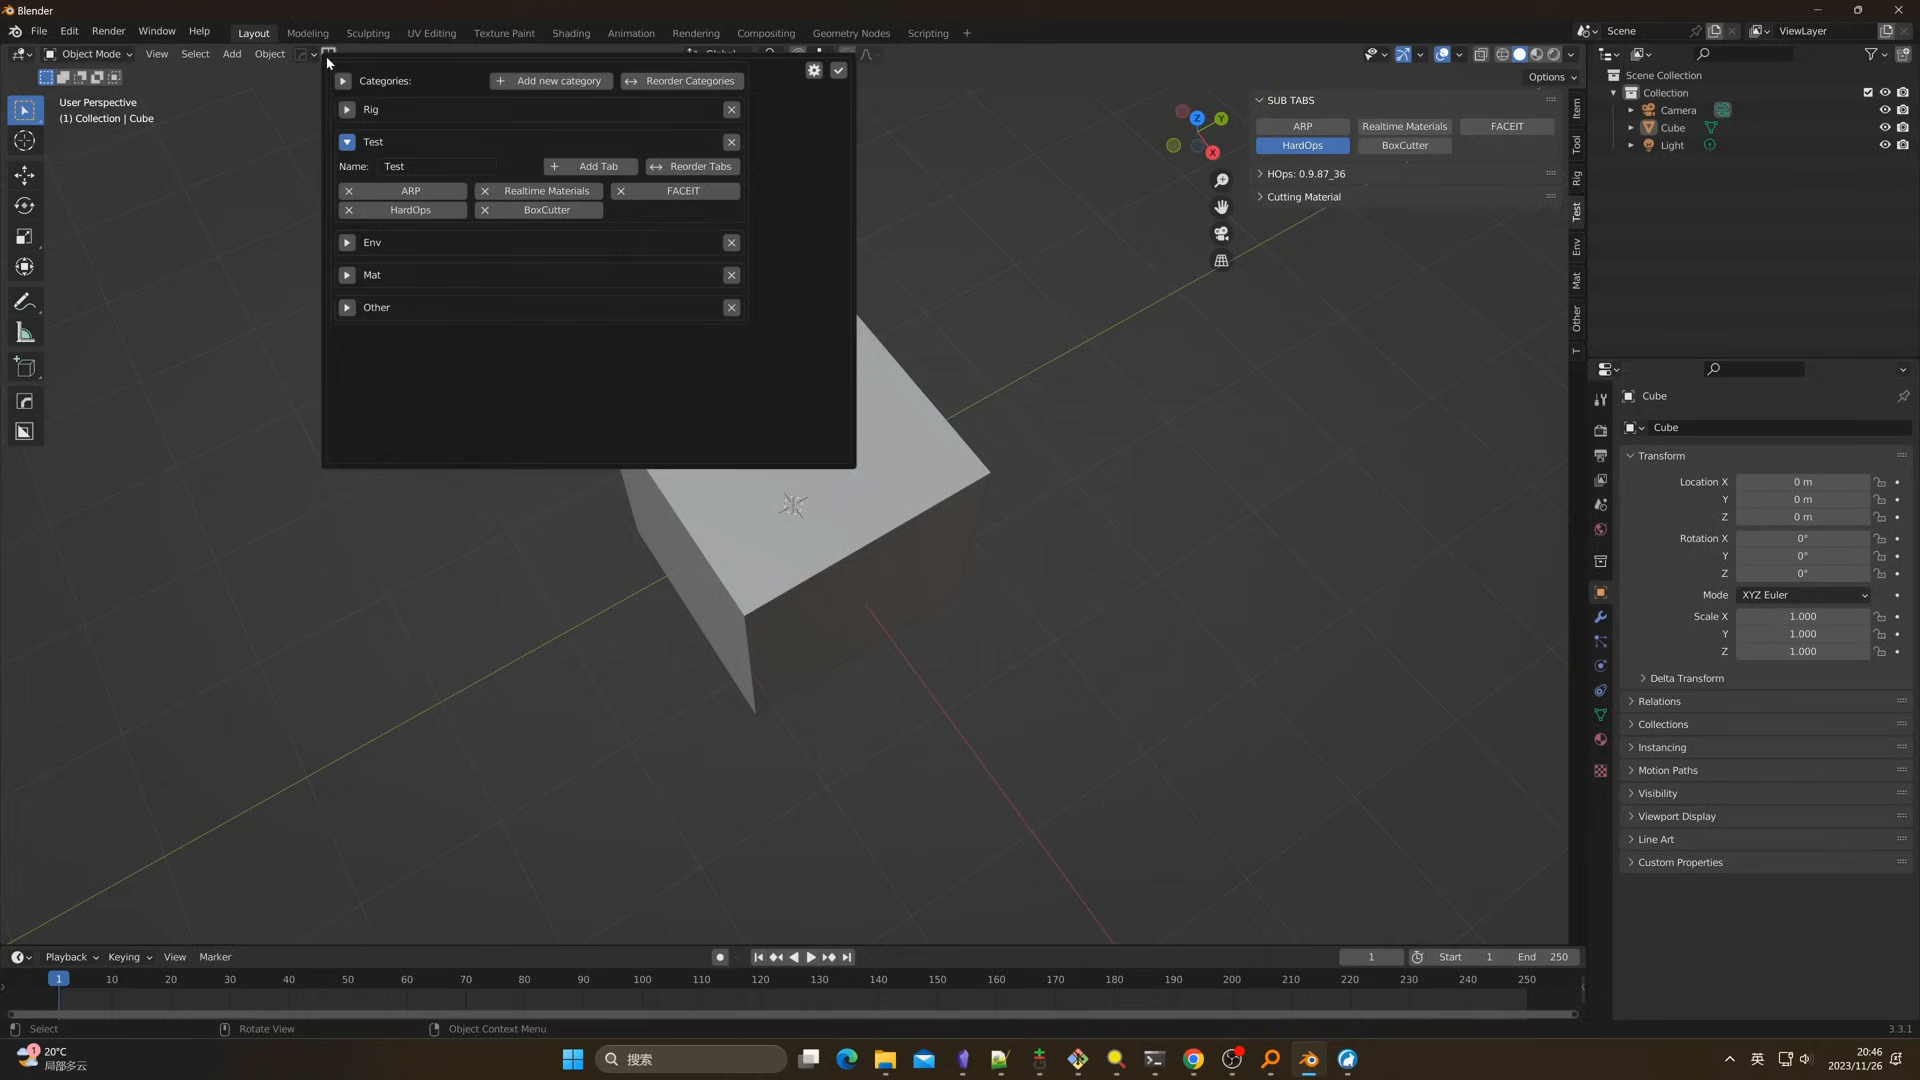 Blender
File Edit Render Window Help Layout Modeling Sculpting UV Editing Texture Paint Shading Animation Rendering Compositing Geometry Nodes Scripting + Scene ViewLayer
Object Mode View Select Add Object
Options
User Perspective
(1) Collection | Cube
Categories: Add new category Reorder Categories
Rig
Test
Name: Test Add Tab Reorder Tabs
ARP Realtime Materials FACEIT
HardOps BoxCutter
Env
Mat
Other
Z Y X
SUB TABS
ARP Realtime Materials FACEIT
HardOps BoxCutter
HOps: 0.9.87_36
Cutting Material
Item
Tool
Rig
Test
Env
Mat
Other
T
Scene Collection
Collection
Camera
Cube
Light
Cube
Cube
Transform
Location X 0 m
Y 0 m
Z 0 m
Rotation X 0°
Y 0°
Z 0°
Mode XYZ Euler
Scale X 1.000
Y 1.000
Z 1.000
Delta Transform
Relations
Collections
Instancing
Motion Paths
Visibility
Viewport Display
Line Art
Custom Properties
Playback Keying View Marker 1 Start 1 End 250
1 10 20 30 40 50 60 70 80 90 100 110 120 130 140 150 160 170 180 190 200 210 220 230 240 250
Select Rotate View Object Context Menu 3.3.1
1 20°C
局部多云
搜索
英
20:46
2023/11/26